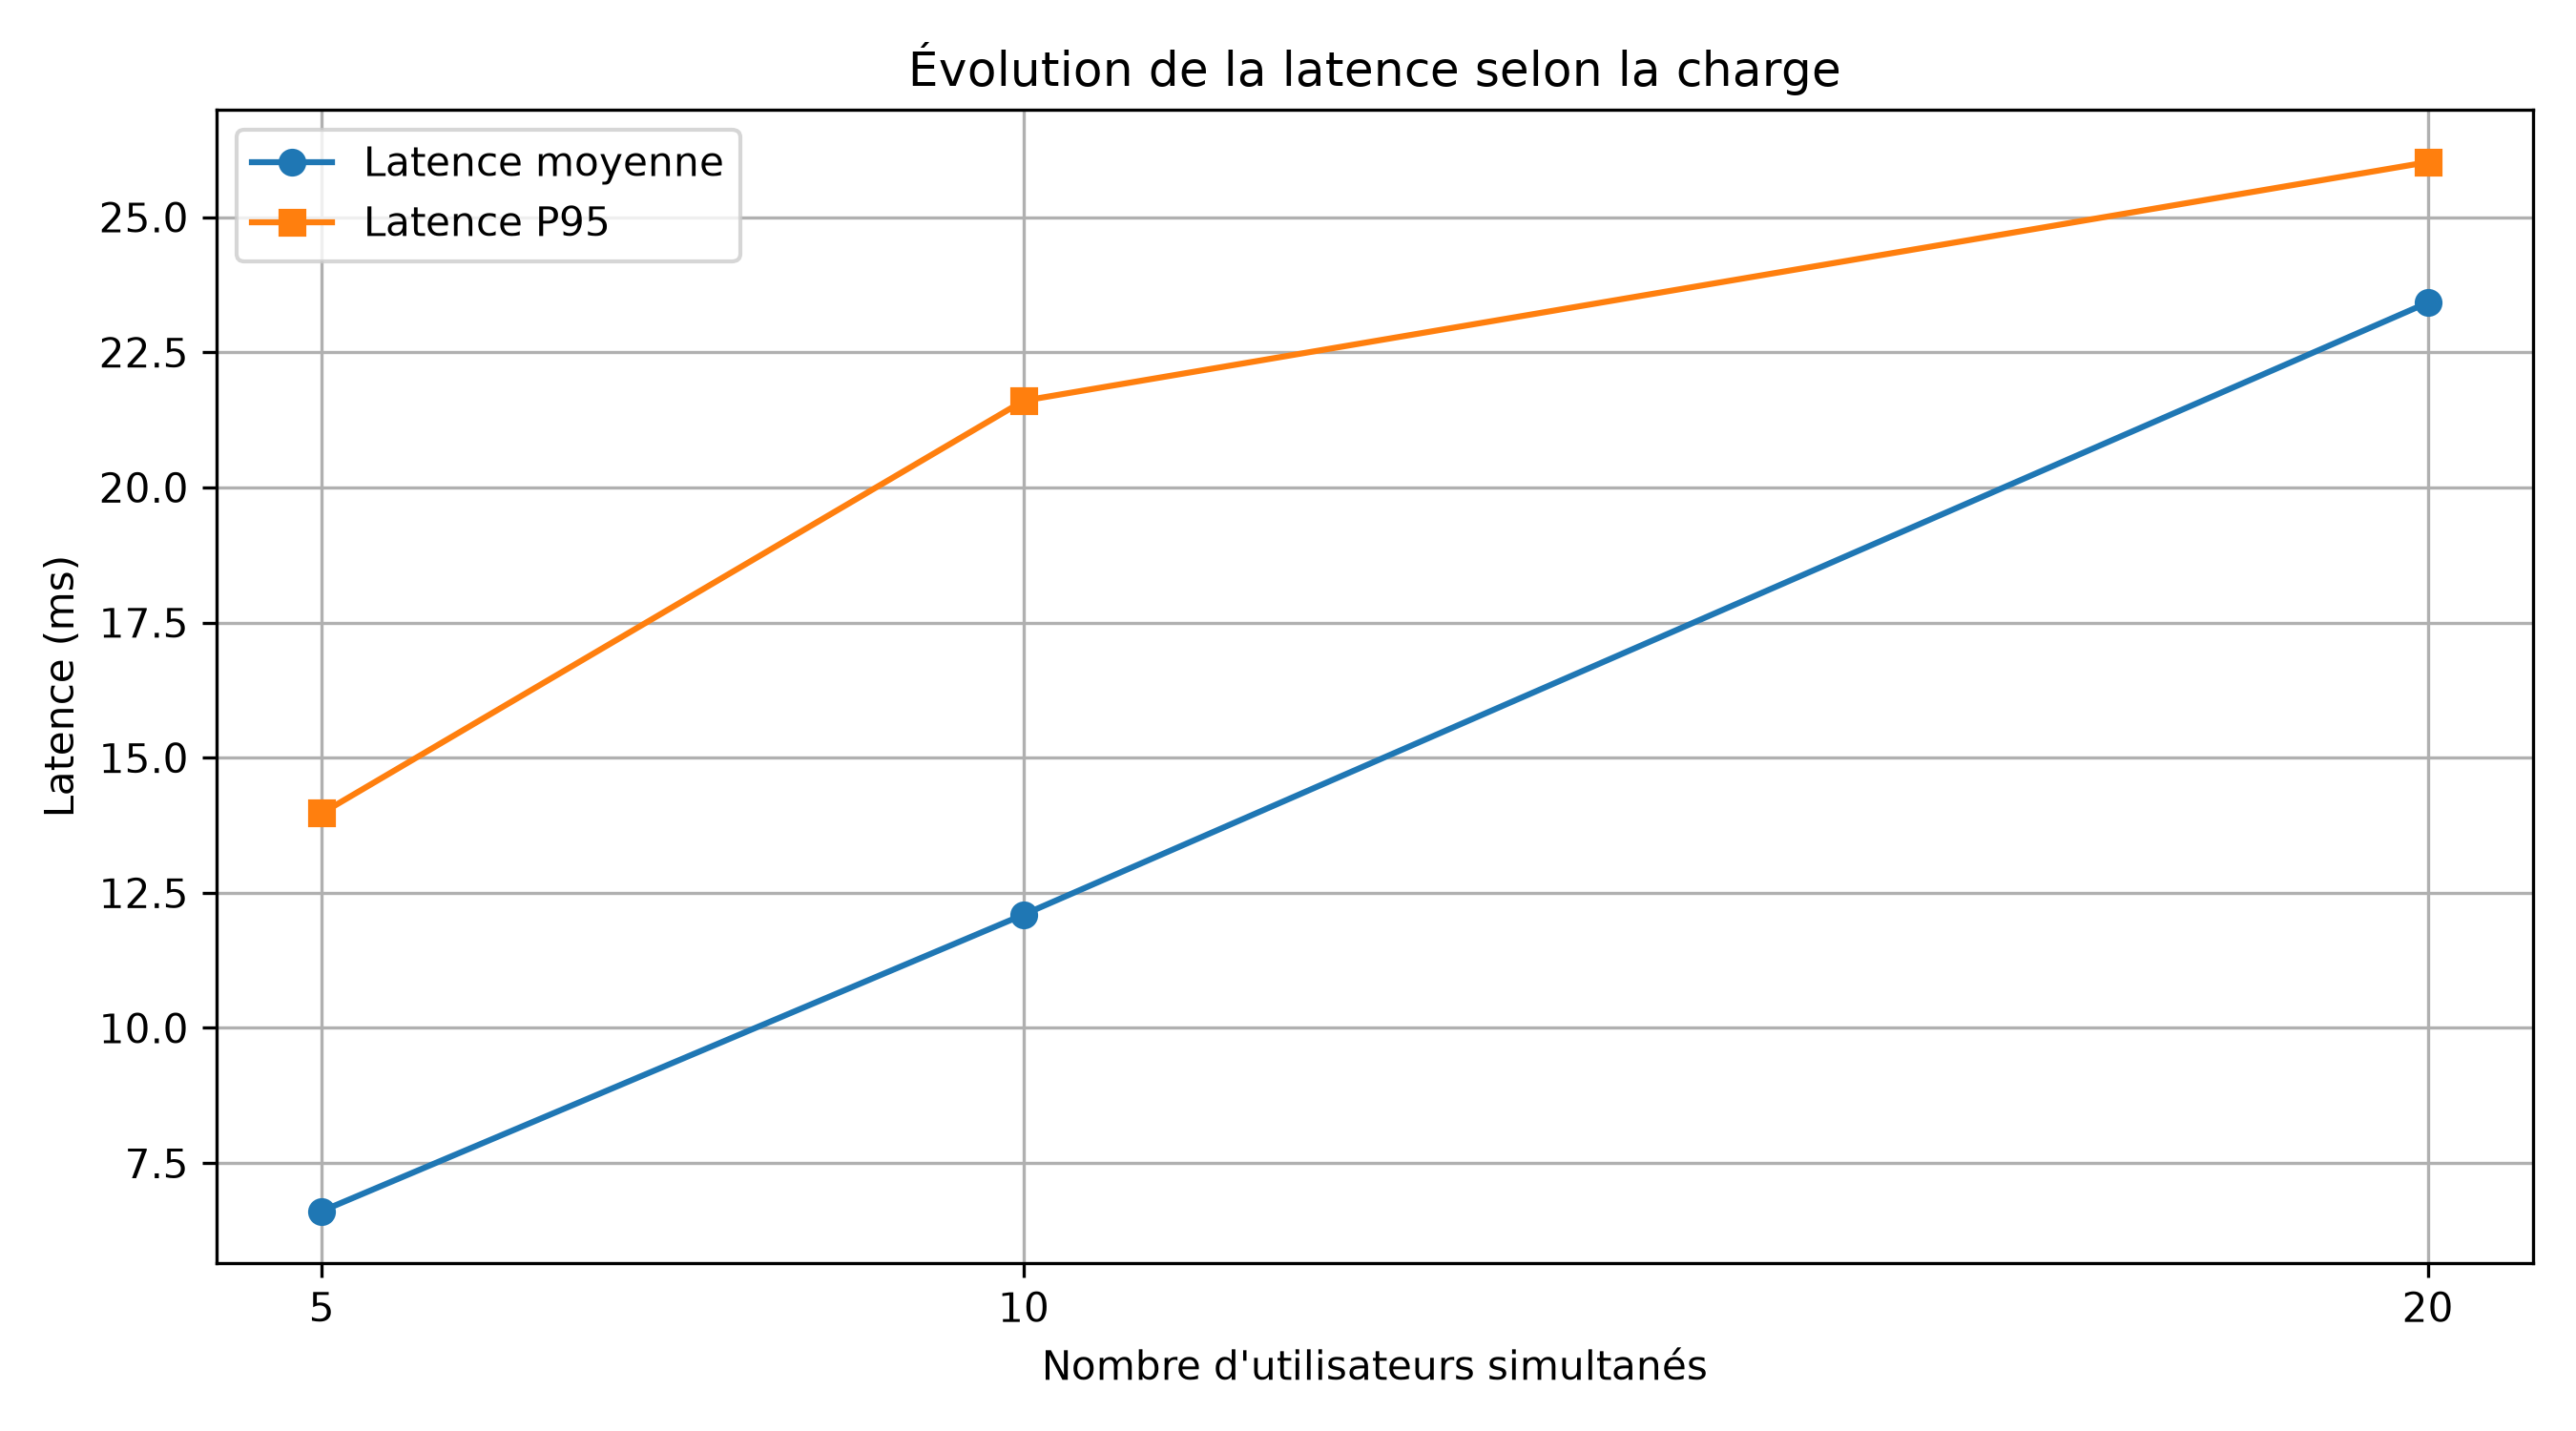 Évolution de la latence selon la charge
Latence moyenne
Latence P95
25.0
22.5
20.0
17.5
15.0
12.5
10.0
7.5
Latence (ms)
5
10
20
Nombre d'utilisateurs simultanés